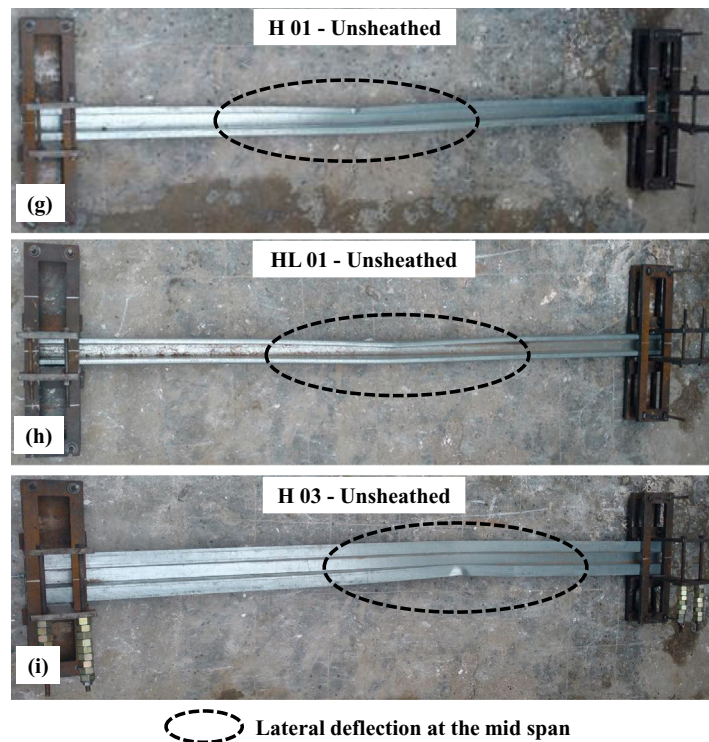 H 01 - Unsheathed
(g)
HL 01 - Unsheathed
(h)
H 03 - Unsheathed
(i)
Lateral deflection at the mid span